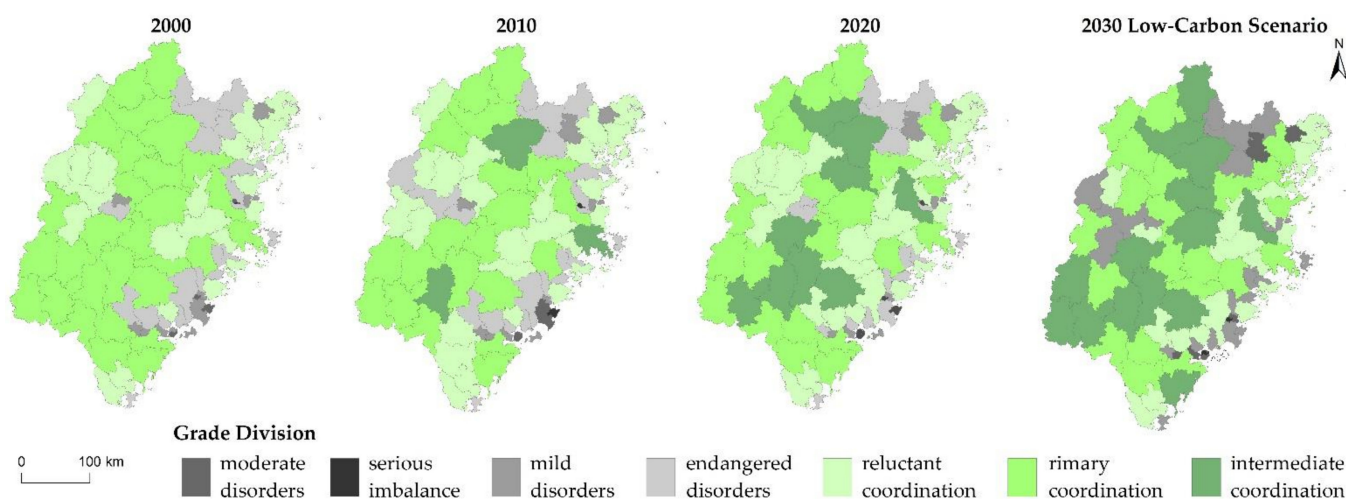 2000
2010
2020
2030 Low-Carbon Scenario
N
Grade Division
0 100 km
moderate disorders
serious imbalance
mild disorders
endangered disorders
reluctant coordination
rimary coordination
intermediate coordination